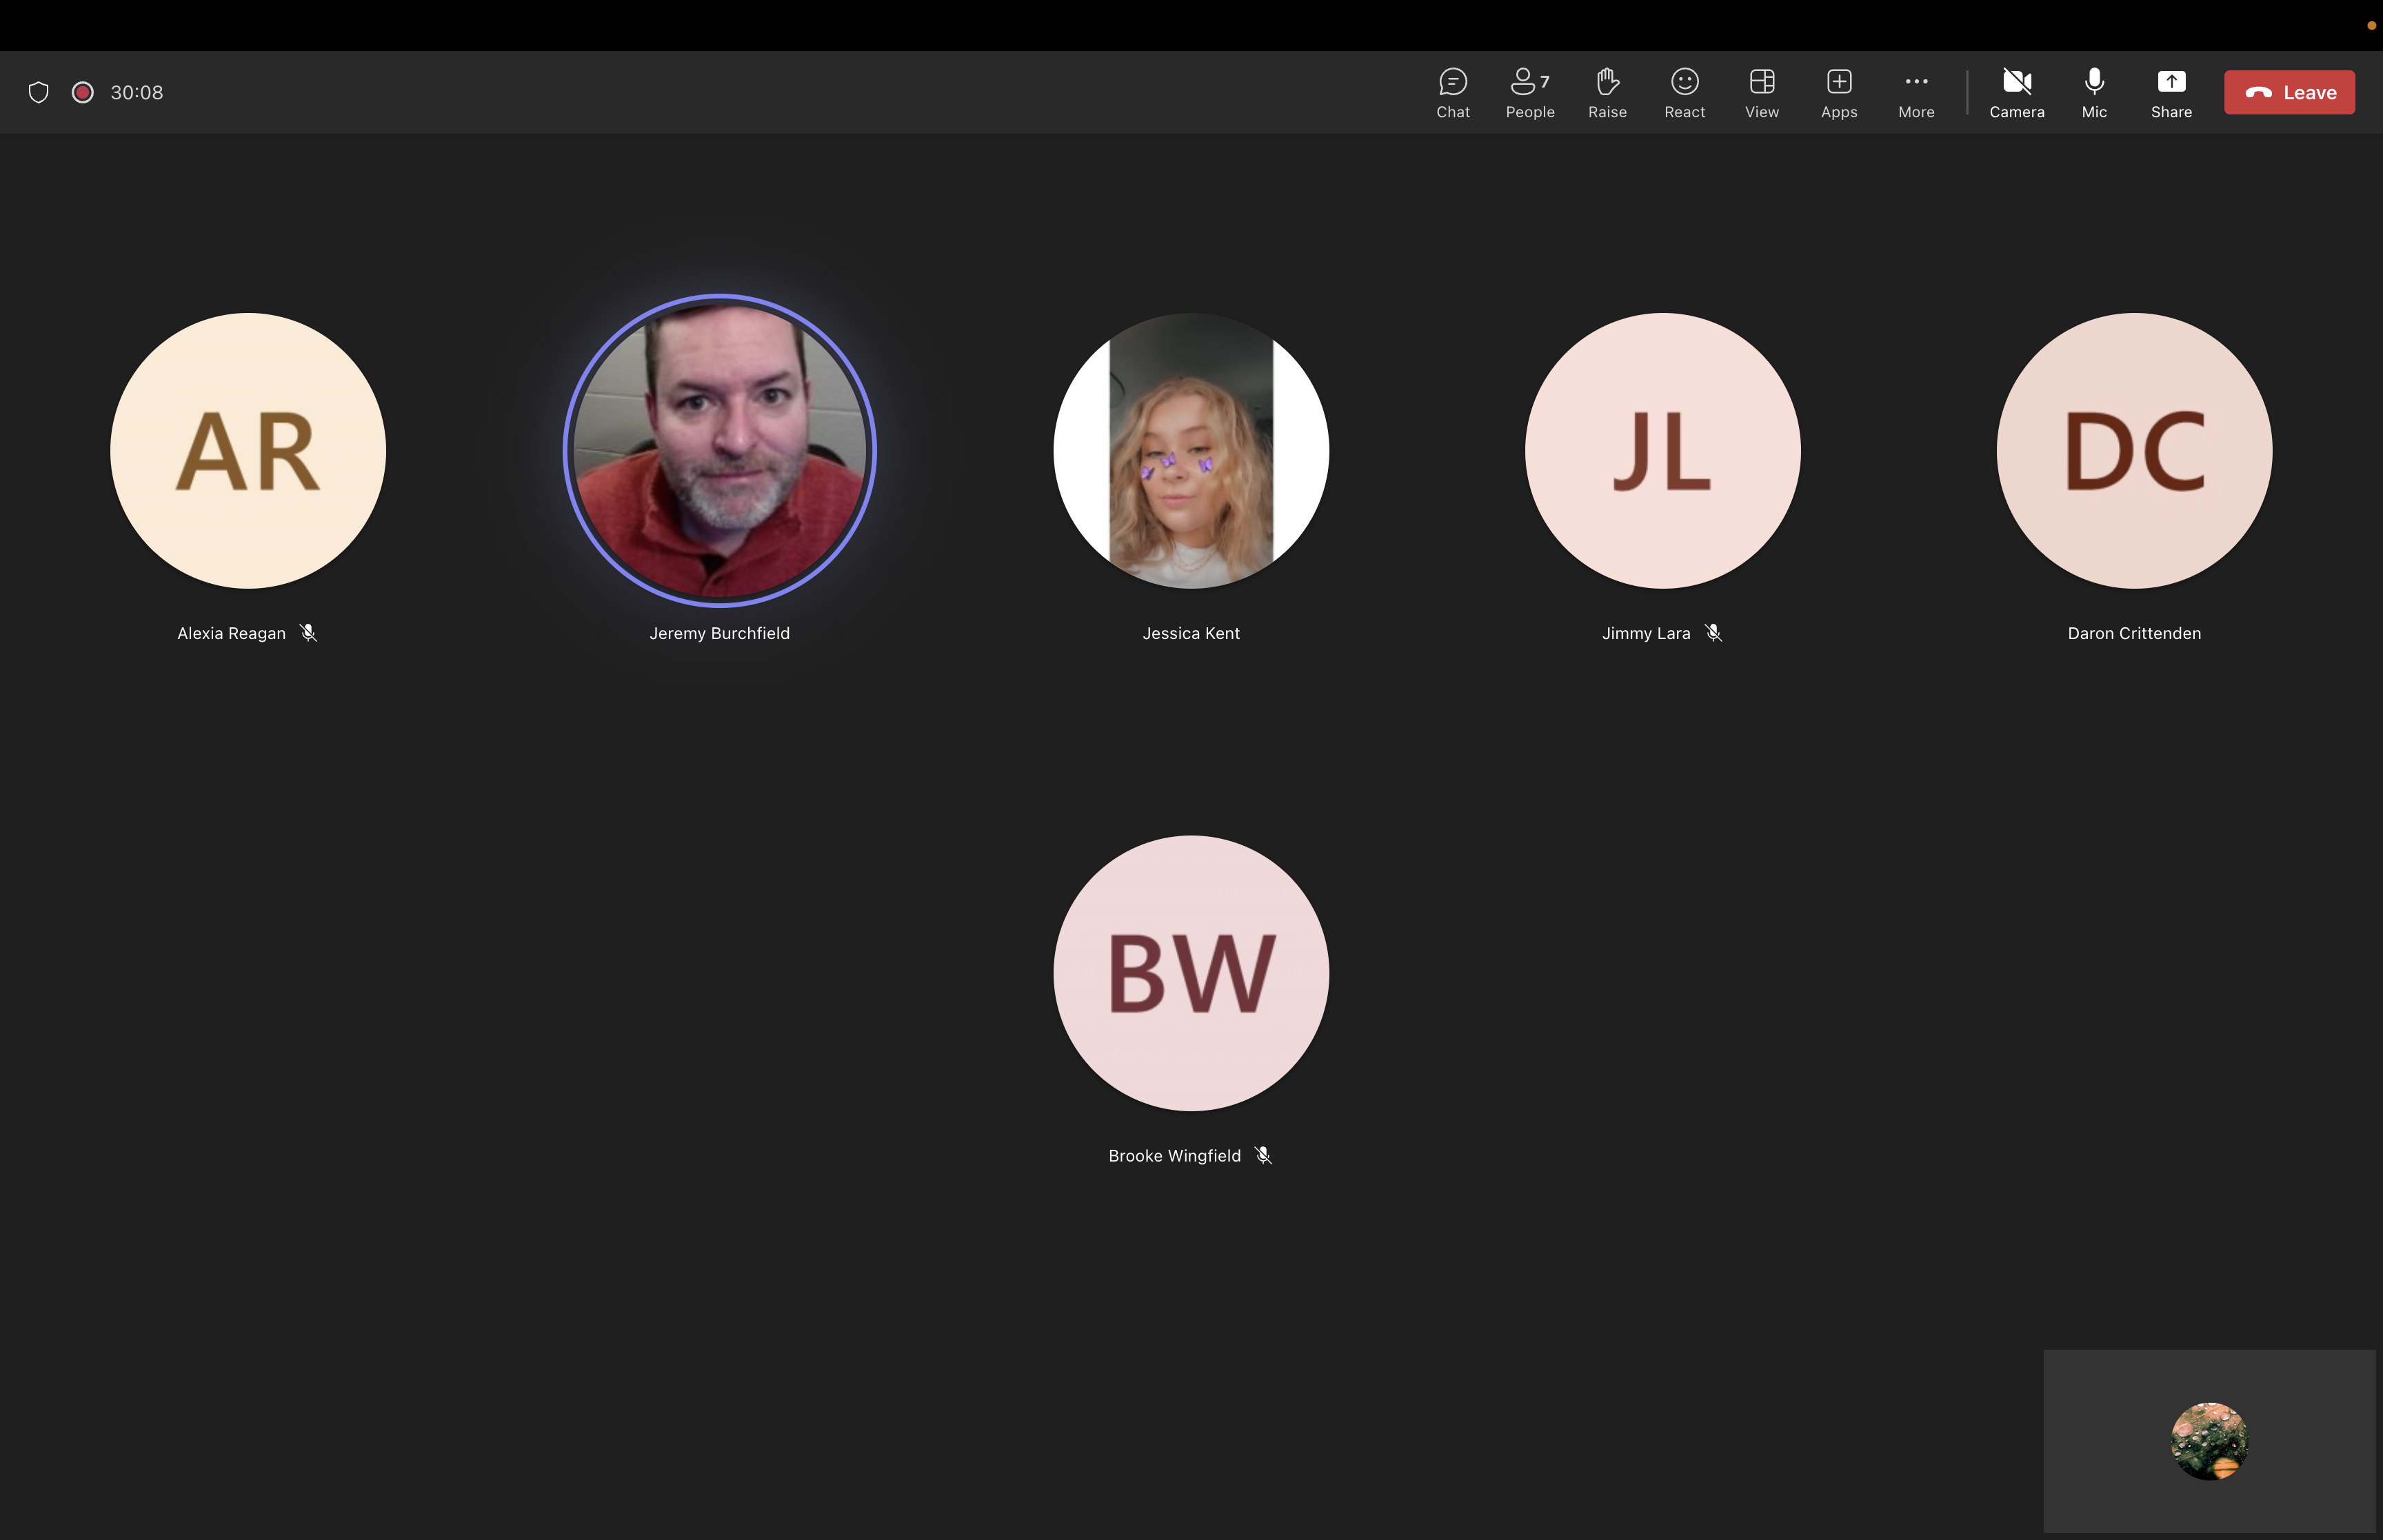 30:08
7
Chat People Raise React View Apps More Camera Mic Share Leave
AR
JL
DC
Alexia Reagan Jeremy Burchfield Jessica Kent Jimmy Lara Daron Crittenden
BW
Brooke Wingfield